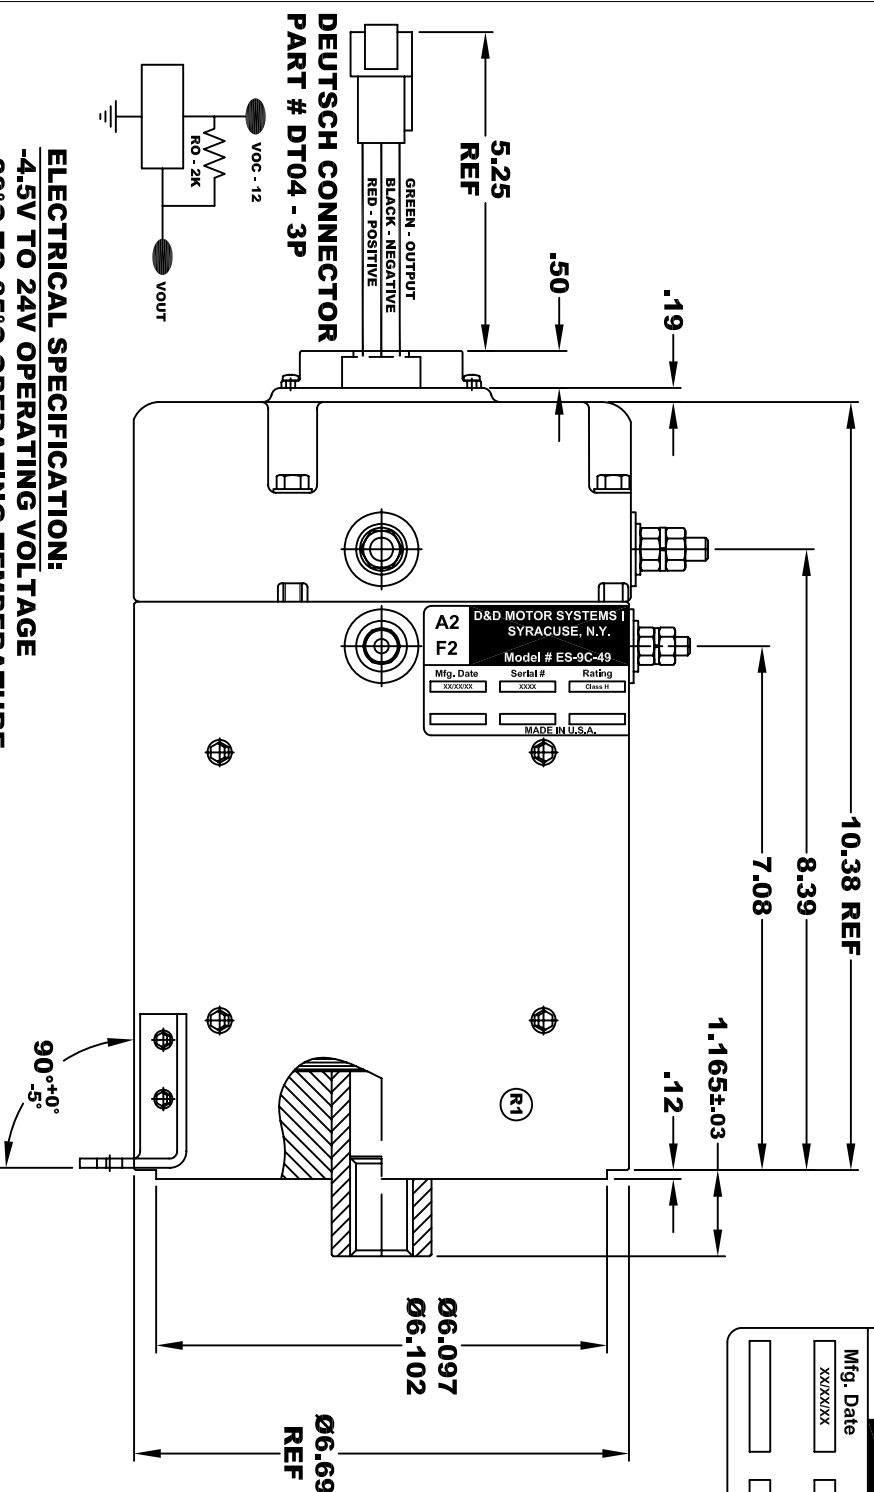 5.25
REF
.50
.19
DEUTSCH CONNECTOR
PART # DT04 - 3P
GREEN - OUTPUT
BLACK - NEGATIVE
RED - POSITIVE
VOC - 12
RO - 2K
VOUT
ELECTRICAL SPECIFICATION:
-4.5V TO 24V OPERATING VOLTAGE
A2
F2
D&D MOTOR SYSTEMS
SYRACUSE, N.Y.
Model # ES-9C-49
Mfg. Date
Serial #
Rating
XX/XX/XX
XXXX
Class H
MADE IN U.S.A.
10.38 REF
8.39
7.08
1.165±.03
.12
R1
90°+0°
-5°
Ø6.097
Ø6.102
Ø6.69
REF
Mfg. Date
XX/XX/XX